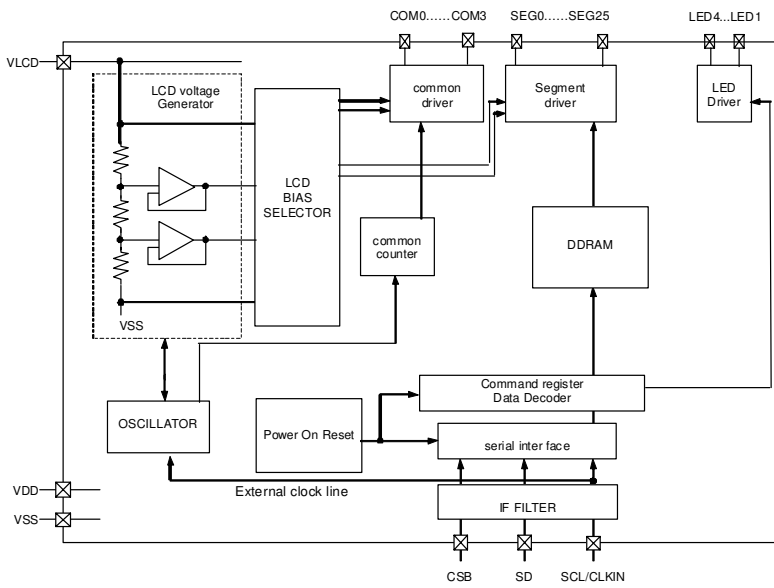 COM0......COM3
SEG0......SEG25
LED4...LED1
VLCD
LCD voltage
Generator
common
driver
Segment
driver
LED
Driver
LCD
BIAS
SELECTOR
common
counter
DDRAM
VSS
Command register
Data Decoder
OSCILLATOR
Power On Reset
serial inter face
External clock line
VDD
IF FILTER
VSS
CSB
SD
SCL/CLKIN